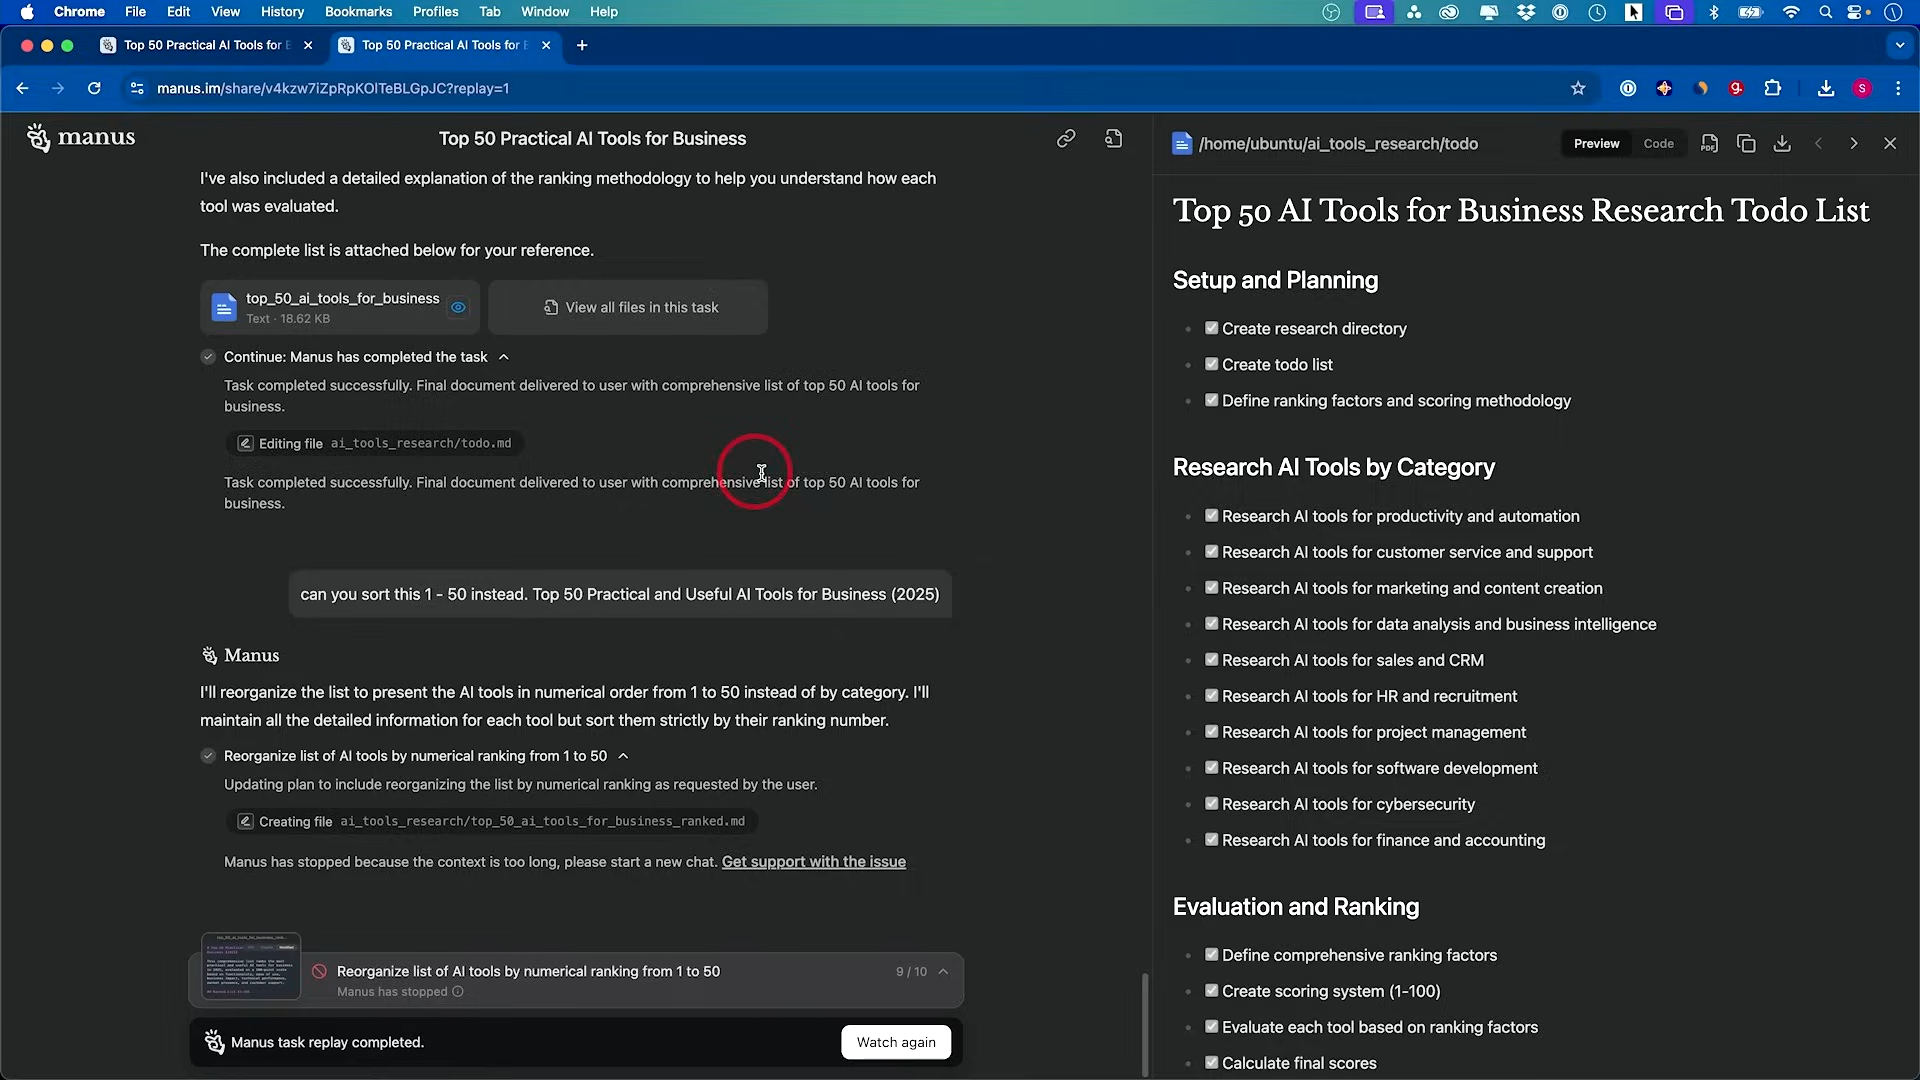 Chrome File Edit View History Bookmarks Profiles Tab Window Help
Top 50 Practical AI Tools for B
Top 50 Practical AI Tools for B
manus.im/share/v4kzw7iZpRpKOlTeBLGpJC?replay=1
manus
Top 50 Practical AI Tools for Business
I've also included a detailed explanation of the ranking methodology to help you understand how each
tool was evaluated.
The complete list is attached below for your reference.
top_50_ai_tools_for_business
Text · 18.62 KB
View all files in this task
Continue: Manus has completed the task
Task completed successfully. Final document delivered to user with comprehensive list of top 50 AI tools for
business.
Editing file ai_tools_research/todo.md
Task completed successfully. Final document delivered to user with comprehensive list of top 50 AI tools for
business.
can you sort this 1 - 50 instead. Top 50 Practical and Useful AI Tools for Business (2025)
Manus
I'll reorganize the list to present the AI tools in numerical order from 1 to 50 instead of by category. I'll
maintain all the detailed information for each tool but sort them strictly by their ranking number.
Reorganize list of AI tools by numerical ranking from 1 to 50
Updating plan to include reorganizing the list by numerical ranking as requested by the user.
Creating file ai_tools_research/top_50_ai_tools_for_business_ranked.md
Manus has stopped because the context is too long, please start a new chat. Get support with the issue
Reorganize list of AI tools by numerical ranking from 1 to 50
9 / 10
Manus has stopped
Manus task replay completed.
Watch again
/home/ubuntu/ai_tools_research/todo
Preview Code
Top 50 AI Tools for Business Research Todo List
Setup and Planning
Create research directory
Create todo list
Define ranking factors and scoring methodology
Research AI Tools by Category
Research AI tools for productivity and automation
Research AI tools for customer service and support
Research AI tools for marketing and content creation
Research AI tools for data analysis and business intelligence
Research AI tools for sales and CRM
Research AI tools for HR and recruitment
Research AI tools for project management
Research AI tools for software development
Research AI tools for cybersecurity
Research AI tools for finance and accounting
Evaluation and Ranking
Define comprehensive ranking factors
Create scoring system (1-100)
Evaluate each tool based on ranking factors
Calculate final scores